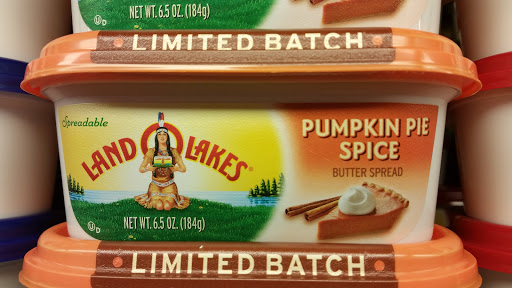 NET WT. 6.5 OZ. (184g)
LIMITED BATCH
Spreadable
LAND O LAKES®
PUMPKIN PIE
SPICE
BUTTER SPREAD
NET WT. 6.5 OZ. (184g)
LIMITED BATCH